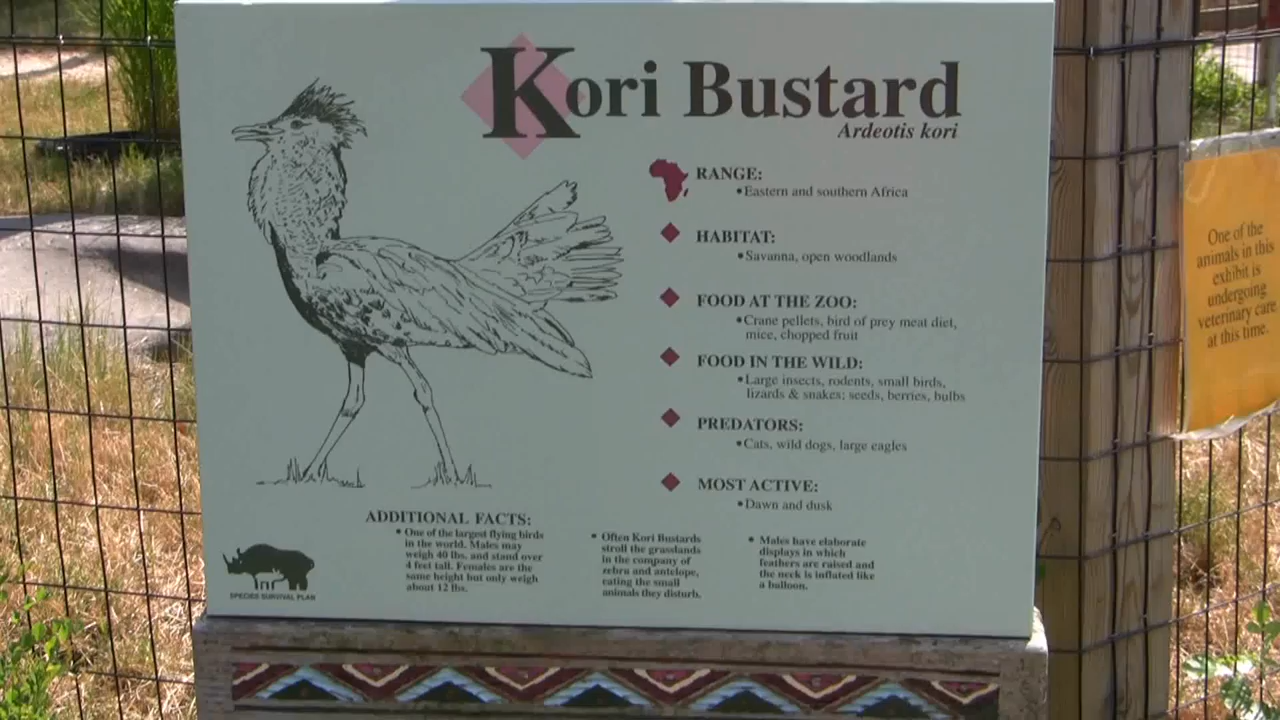 Kori Bustard
Ardeotis kori
RANGE:
•Eastern and southern Africa
HABITAT:
•Savanna, open woodlands
FOOD AT THE ZOO:
•Crane pellets, bird of prey meat diet,
mice, chopped fruit
FOOD IN THE WILD:
•Large insects, rodents, small birds,
lizards & snakes; seeds, berries, bulbs
PREDATORS:
•Cats, wild dogs, large eagles
MOST ACTIVE:
•Dawn and dusk
ADDITIONAL FACTS:
• One of the largest flying birds
in the world. Males may
weigh 40 lbs. and stand over
4 feet tall. Females are the
same height but only weigh
about 12 lbs.
• Often Kori Bustards
stroll the grasslands
in the company of
zebra and antelope,
eating the small
animals they disturb.
• Males have elaborate
displays in which
feathers are raised and
the neck is inflated like
a balloon.
SPECIES SURVIVAL PLAN
One of the
animals in this
exhibit is
undergoing
veterinary care
at this time.